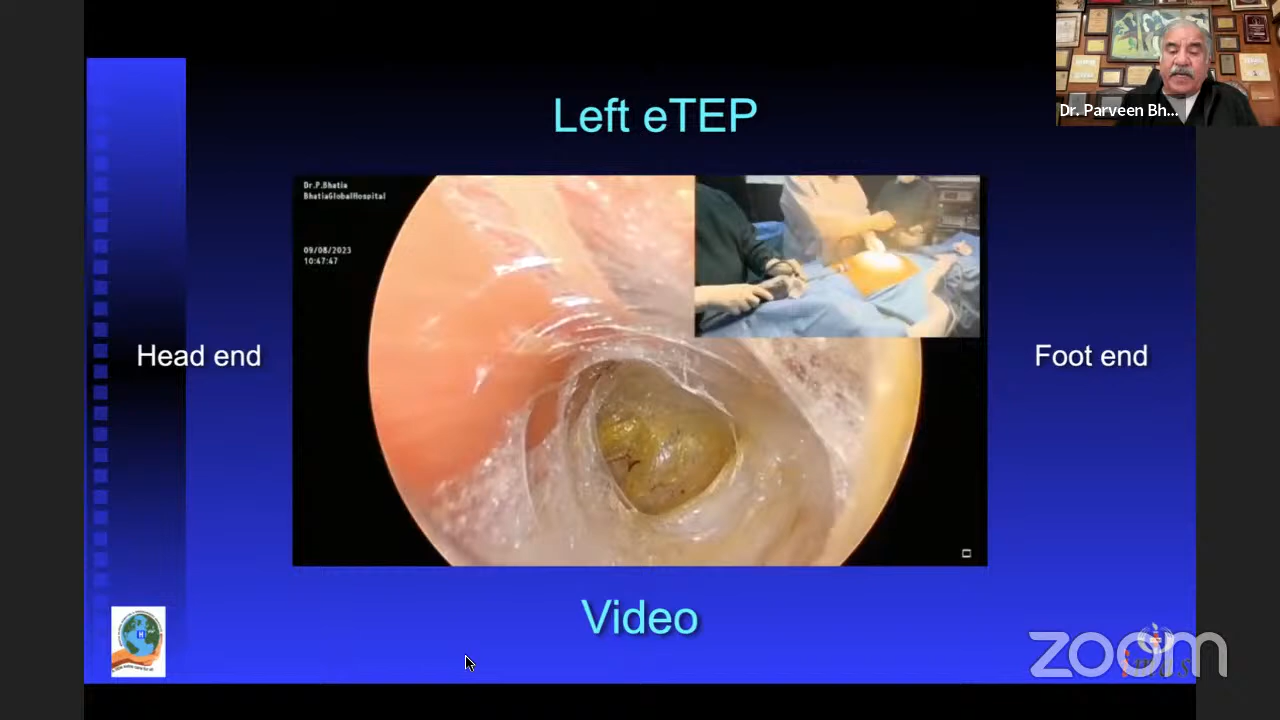 Left eTEP
Dr. Parveen Bh...
Dr.P.Bhatia
BhatiaGlobalHospital
09/08/2023
10:47:47
Head end
Foot end
Video
H
zoom